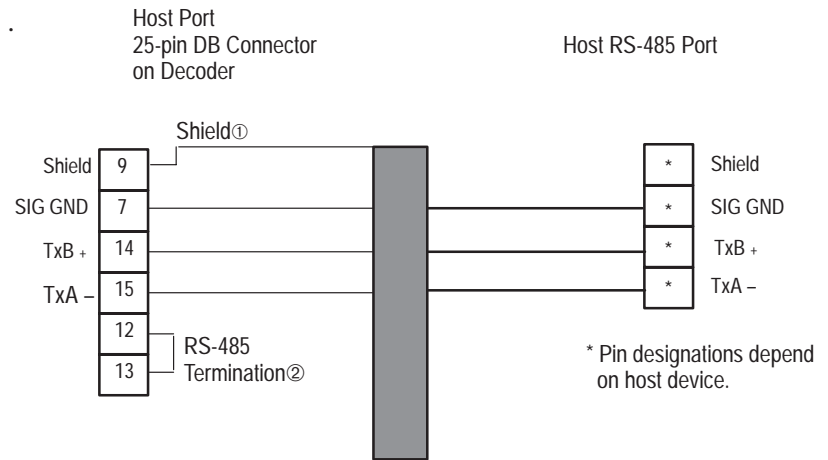 .
Host Port
25-pin DB Connector
on Decoder
Host RS-485 Port
Shield①
Shield 9
SIG GND 7
TxB + 14
TxA – 15
12
13
RS-485
Termination②
* Shield
* SIG GND
* TxB +
* TxA –
* Pin designations depend
on host device.